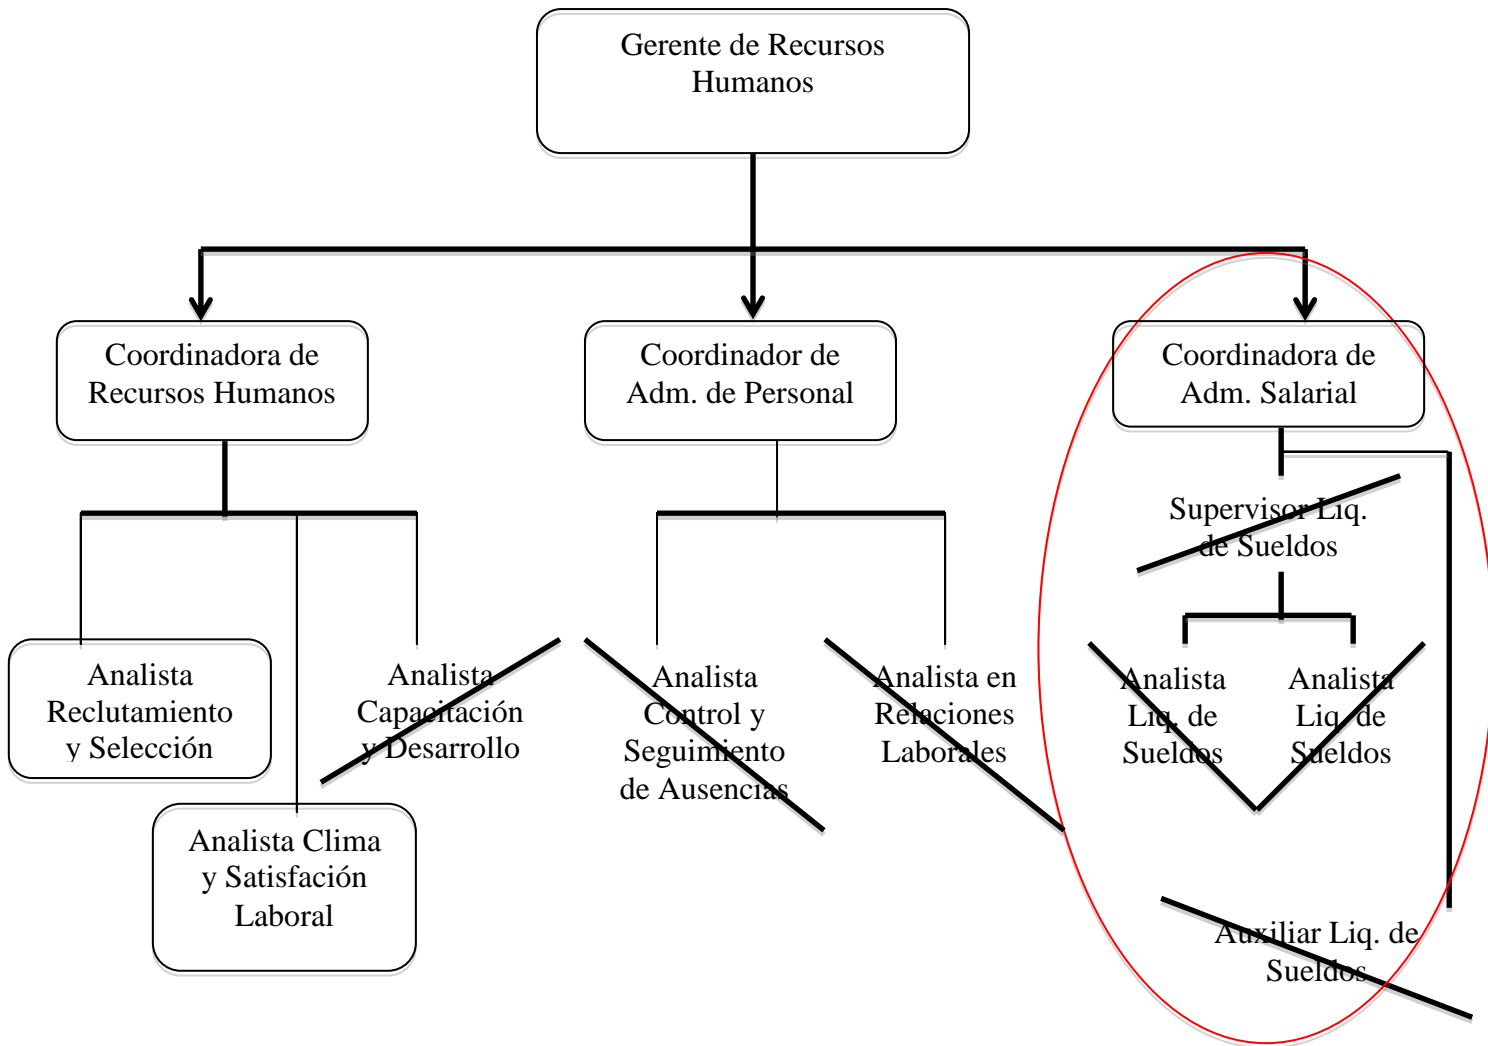 Gerente de Recursos
Humanos
Coordinadora de
Recursos Humanos
Coordinador de
Adm. de Personal
Coordinadora de
Adm. Salarial
Supervisor Liq.
de Sueldos
Analista
Reclutamiento
y Selección
Analista
Capacitación
y Desarrollo
Analista
Control y
Seguimiento
de Ausencias
Analista en
Relaciones
Laborales
Analista
Liq. de
Sueldos
Analista
Liq. de
Sueldos
Analista Clima
y Satisfación
Laboral
Auxiliar Liq. de
Sueldos